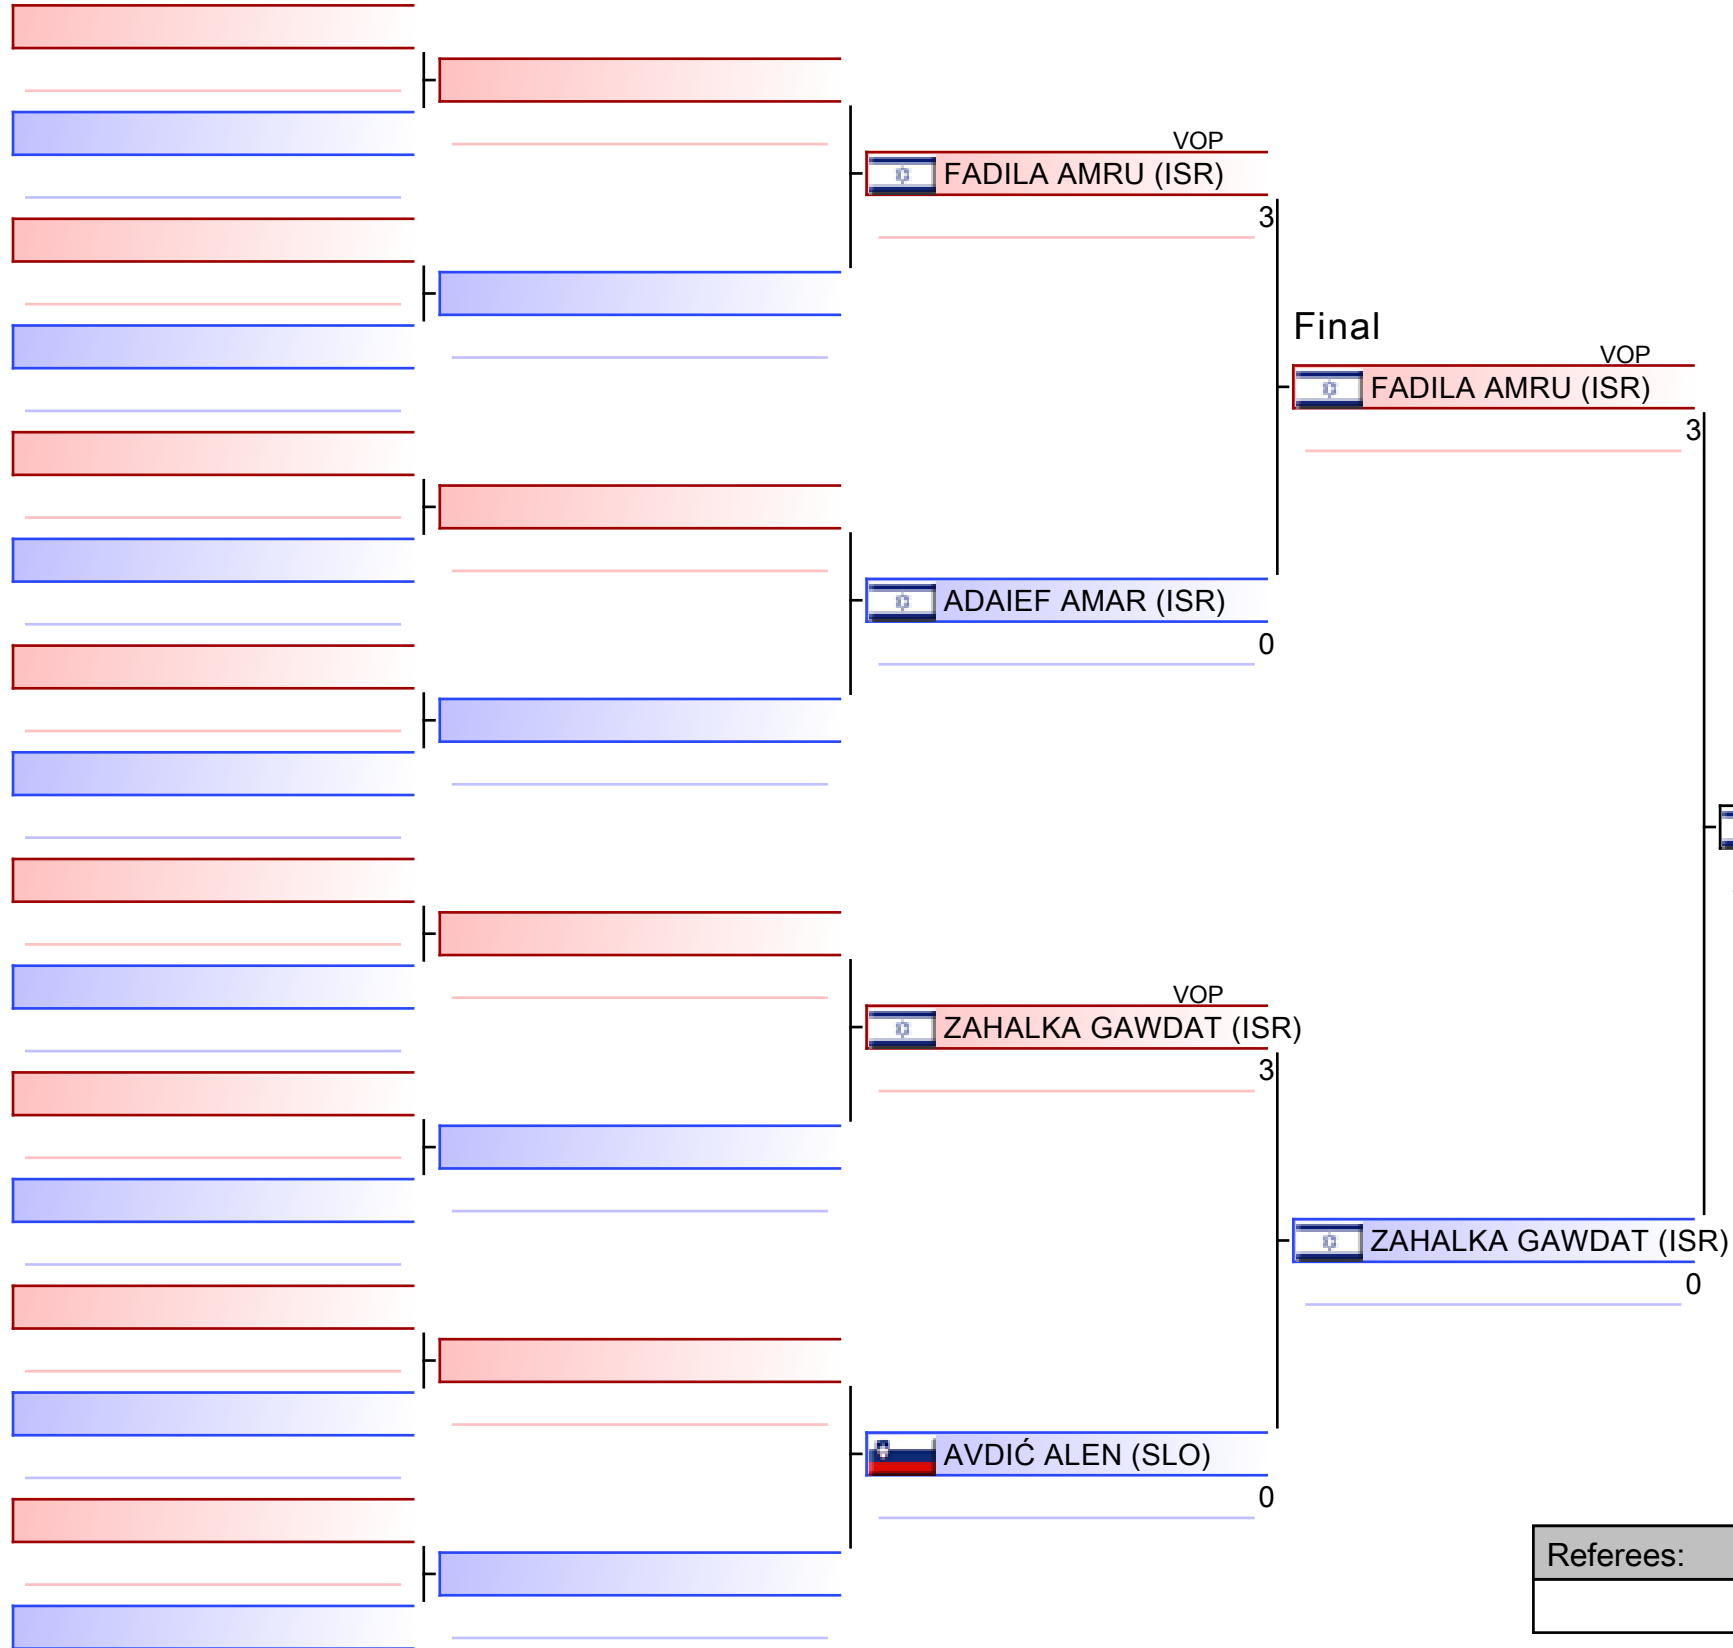 VOP
FADILA AMRU (ISR)
3
Final
VOP
FADILA AMRU (ISR)
3
ADAIEF AMAR (ISR)
0
VOP
ZAHALKA GAWDAT (ISR)
3
ZAHALKA GAWDAT (ISR)
0
AVDIĆ ALEN (SLO)
0
Referees: